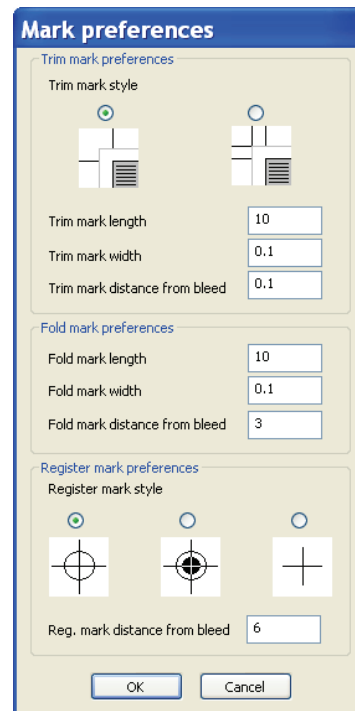 Mark preferences
Trim mark preferences
Trim mark style
Trim mark length 10
Trim mark width 0.1
Trim mark distance from bleed 0.1
Fold mark preferences
Fold mark length 10
Fold mark width 0.1
Fold mark distance from bleed 3
Register mark preferences
Register mark style
Reg. mark distance from bleed 6
OK Cancel